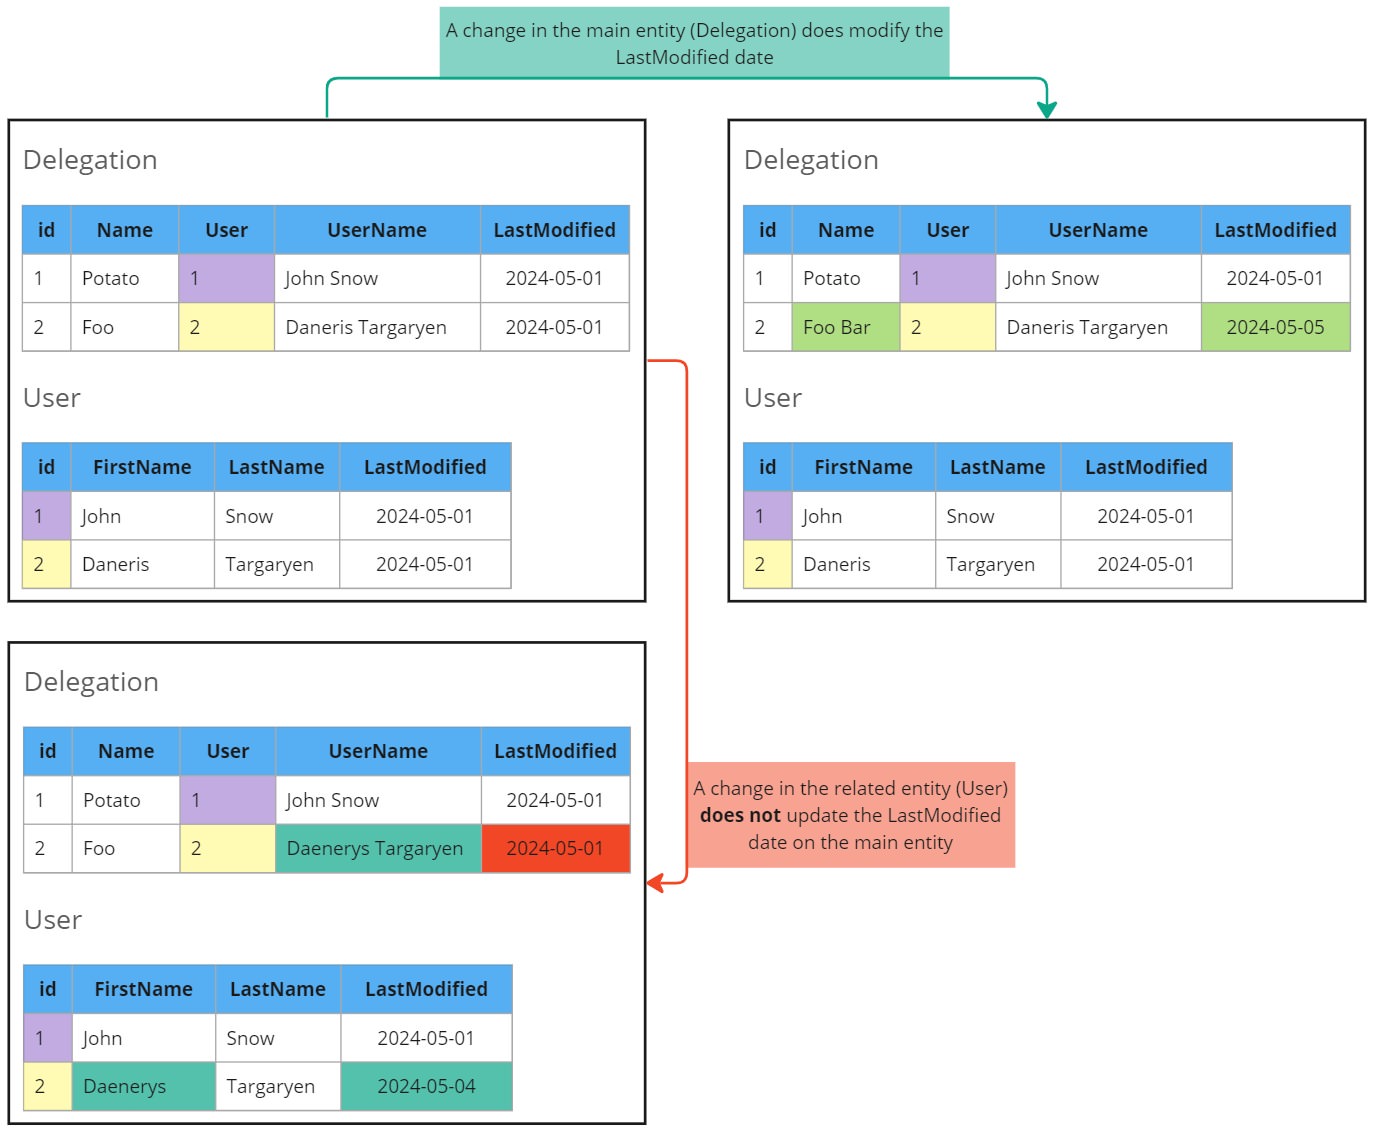 A change in the main entity (Delegation) does modify the
LastModified date
Delegation
id Name User UserName LastModified
1 Potato 1 John Snow 2024-05-01
2 Foo 2 Daneris Targaryen 2024-05-01
User
id FirstName LastName LastModified
1 John Snow 2024-05-01
2 Daneris Targaryen 2024-05-01
Delegation
id Name User UserName LastModified
1 Potato 1 John Snow 2024-05-01
2 Foo Bar 2 Daneris Targaryen 2024-05-05
User
id FirstName LastName LastModified
1 John Snow 2024-05-01
2 Daneris Targaryen 2024-05-01
Delegation
id Name User UserName LastModified
1 Potato 1 John Snow 2024-05-01
2 Foo 2 Daenerys Targaryen 2024-05-01
User
id FirstName LastName LastModified
1 John Snow 2024-05-01
2 Daenerys Targaryen 2024-05-04
A change in the related entity (User)
does not update the LastModified
date on the main entity